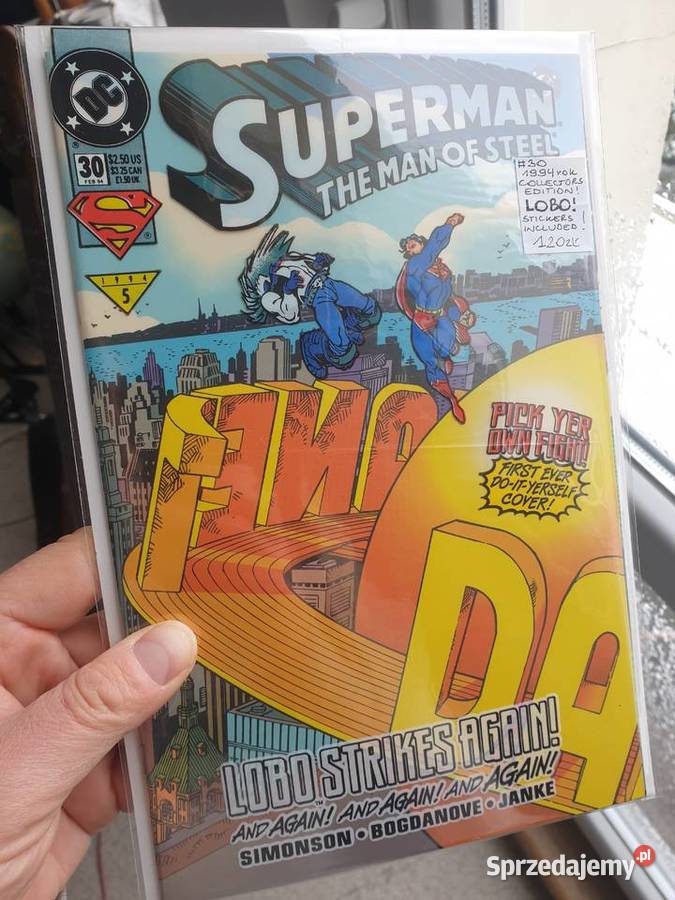 DC
30
FEB 94
$2.50 US
$3.25 CAN
£1.50 UK
S
1994
5
SUPERMAN
THE MAN OF STEEL
#30
1994 rok
COLLECTORS
EDITION!
LOBO!
STICKERS
INCLUDED!
120zł
PICK YER
OWN FIGHT!
FIRST EVER
DO-IT-YERSELF
COVER!
DA
LOBO STRIKES AGAIN!
AND AGAIN! AND AGAIN! AND AGAIN!
SIMONSON • BOGDANOVE • JANKE
Sprzedajemy.pl